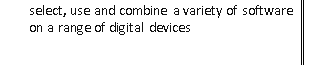 select, use and combine a variety of software
on a range of digital devices